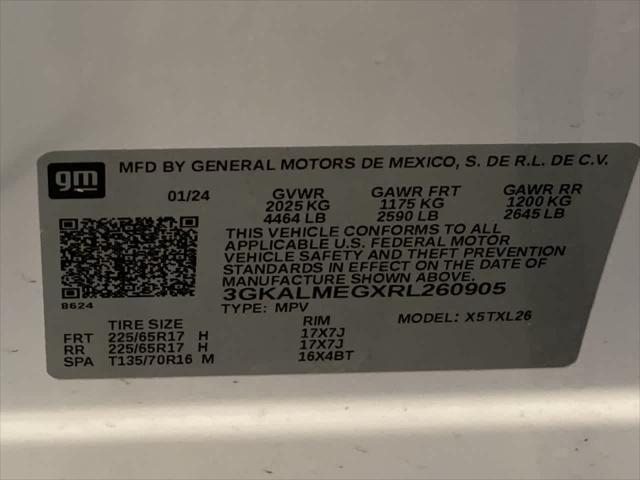 gm MFD BY GENERAL MOTORS DE MEXICO, S. DE R.L. DE C.V.
01/24 GVWR GAWR FRT GAWR RR
2025 KG 1175 KG 1200 KG
4464 LB 2590 LB 2645 LB
THIS VEHICLE CONFORMS TO ALL
APPLICABLE U.S. FEDERAL MOTOR
VEHICLE SAFETY AND THEFT PREVENTION
STANDARDS IN EFFECT ON THE DATE OF
MANUFACTURE SHOWN ABOVE.
3GKALMEGXRL260905
8624
TYPE: MPV MODEL: X5TXL26
TIRE SIZE RIM
FRT 225/65R17 H 17X7J
RR 225/65R17 H 17X7J
SPA T135/70R16 M 16X4BT